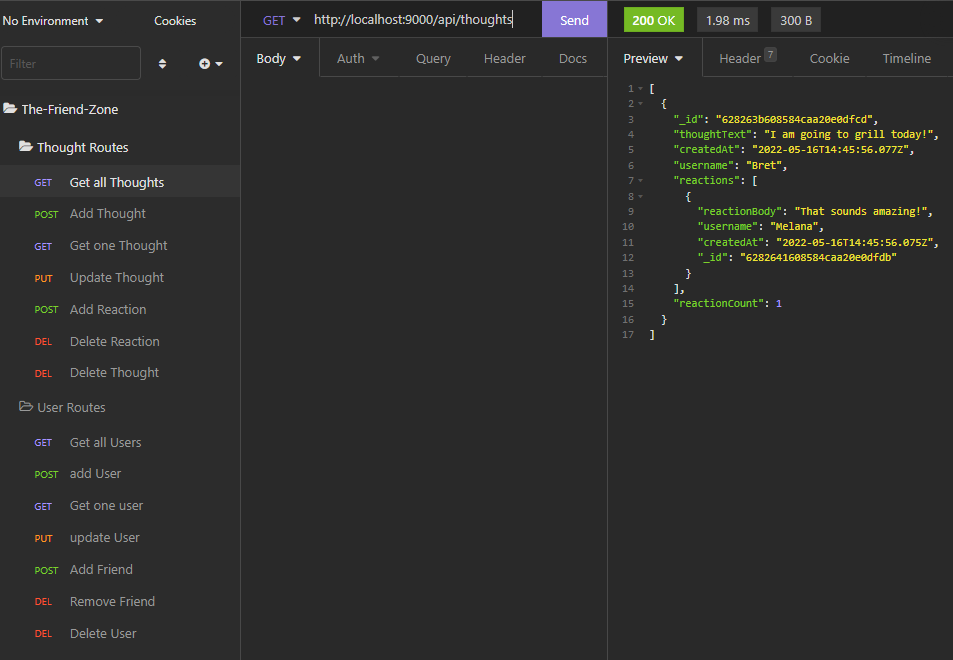 No Environment
Cookies
Filter
The-Friend-Zone
Thought Routes
GET Get all Thoughts
POST Add Thought
GET Get one Thought
PUT Update Thought
POST Add Reaction
DEL Delete Reaction
DEL Delete Thought
User Routes
GET Get all Users
POST add User
GET Get one user
PUT update User
POST Add Friend
DEL Remove Friend
DEL Delete User
GET http://localhost:9000/api/thoughts Send
Body Auth Query Header Docs
200 OK 1.98 ms 300 B
Preview Header 7 Cookie Timeline
1 [
2 {
3 "_id": "628263b608584caa20e0dfcd",
4 "thoughtText": "I am going to grill today!",
5 "createdAt": "2022-05-16T14:45:56.077Z",
6 "username": "Bret",
7 "reactions": [
8 {
9 "reactionBody": "That sounds amazing!",
10 "username": "Melana",
11 "createdAt": "2022-05-16T14:45:56.075Z",
12 "_id": "6282641608584caa20e0dfdb"
13 }
14 ],
15 "reactionCount": 1
16 }
17 ]